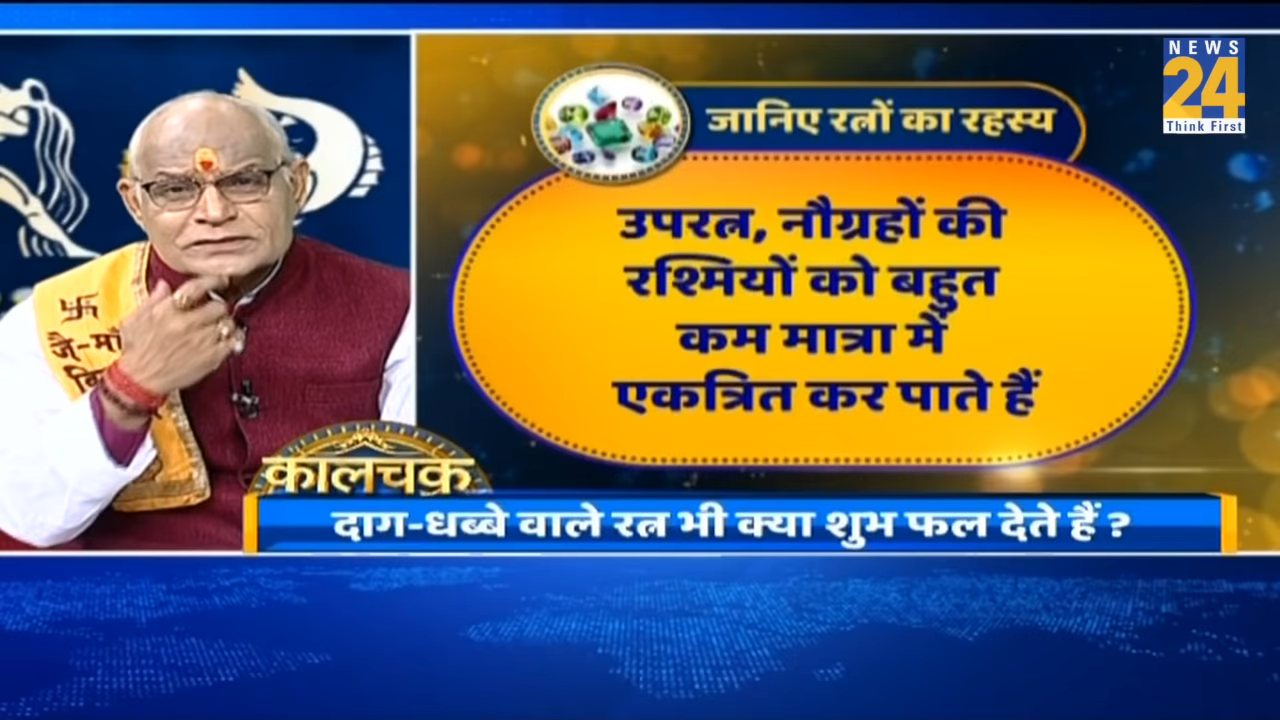 NEWS
24
Think First
जानिए रत्नों का रहस्य
उपरत्न, नौग्रहों की
रश्मियों को बहुत
कम मात्रा में
एकत्रित कर पाते हैं
जै-माँ
कालचक्र
दाग-धब्बे वाले रत्न भी क्या शुभ फल देते हैं ?